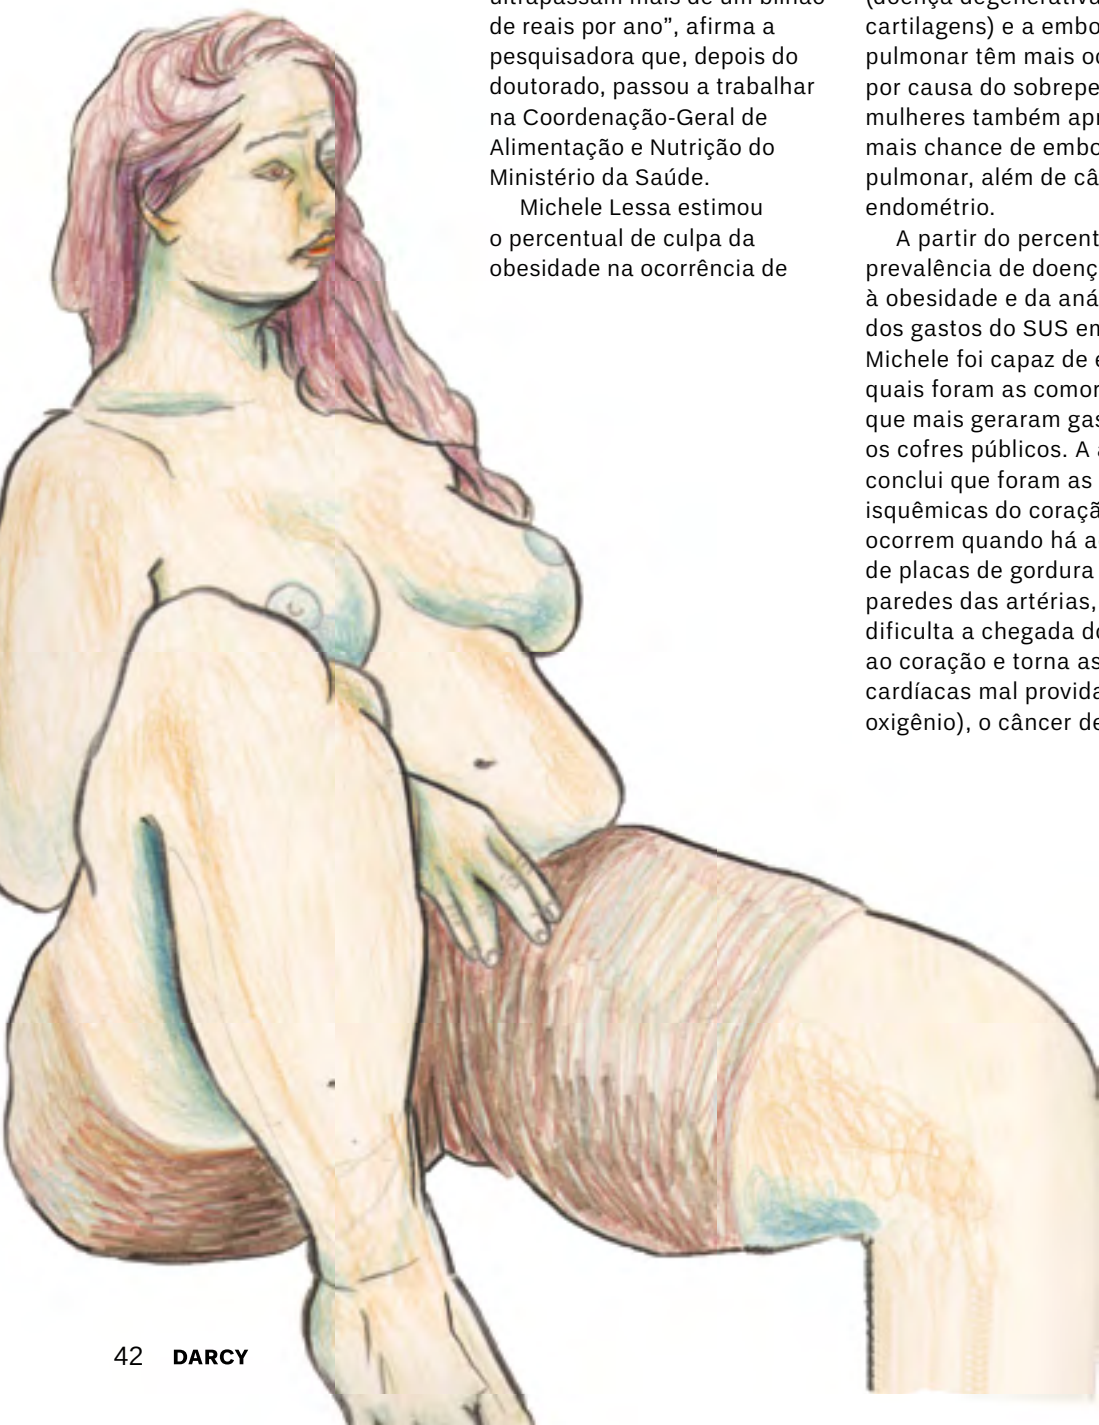 de reais por ano”, afirma a
pesquisadora que, depois do
doutorado, passou a trabalhar
na Coordenação-Geral de
Alimentação e Nutrição do
Ministério da Saúde.
Michele Lessa estimou
o percentual de culpa da
obesidade na ocorrência de
cartilagens) e a embo
pulmonar têm mais oc
por causa do sobrepe
mulheres também apr
mais chance de embo
pulmonar, além de câ
endométrio.
A partir do percent
prevalência de doenç
à obesidade e da aná
dos gastos do SUS en
Michele foi capaz de e
quais foram as comor
que mais geraram gas
os cofres públicos. A a
conclui que foram as
isquêmicas do coraçã
ocorrem quando há a
de placas de gordura
paredes das artérias,
dificulta a chegada do
ao coração e torna as
cardíacas mal provida
oxigênio), o câncer de
42 DARCY